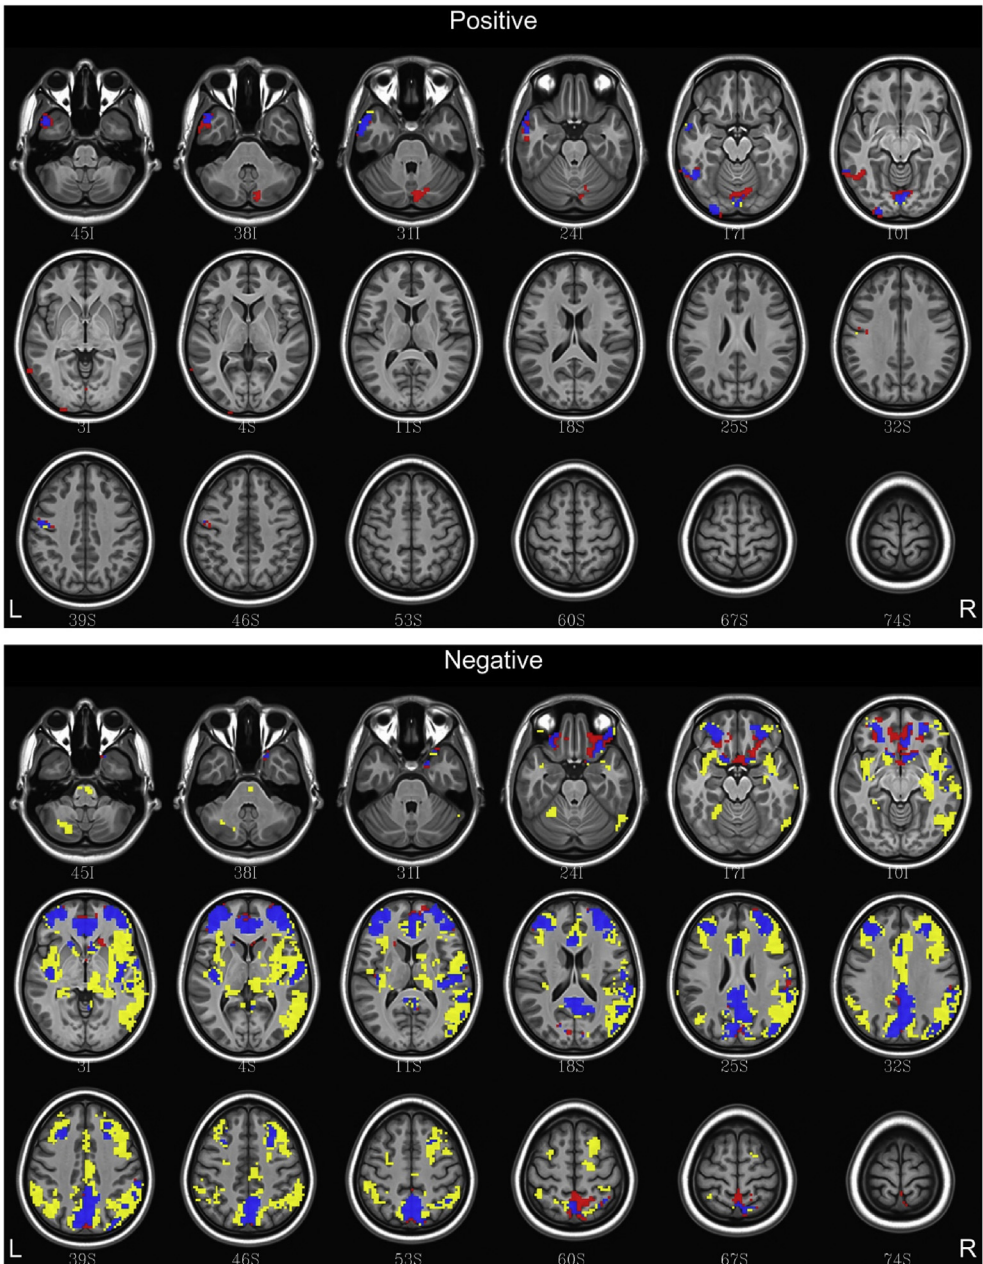 Positive
45I 38I 31I 24I 17I 10I
3I 4S 11S 18S 25S 32S
39S 46S 53S 60S 67S 74S
L R
Negative
45I 38I 31I 24I 17I 10I
3I 4S 11S 18S 25S 32S
39S 46S 53S 60S 67S 74S
L R